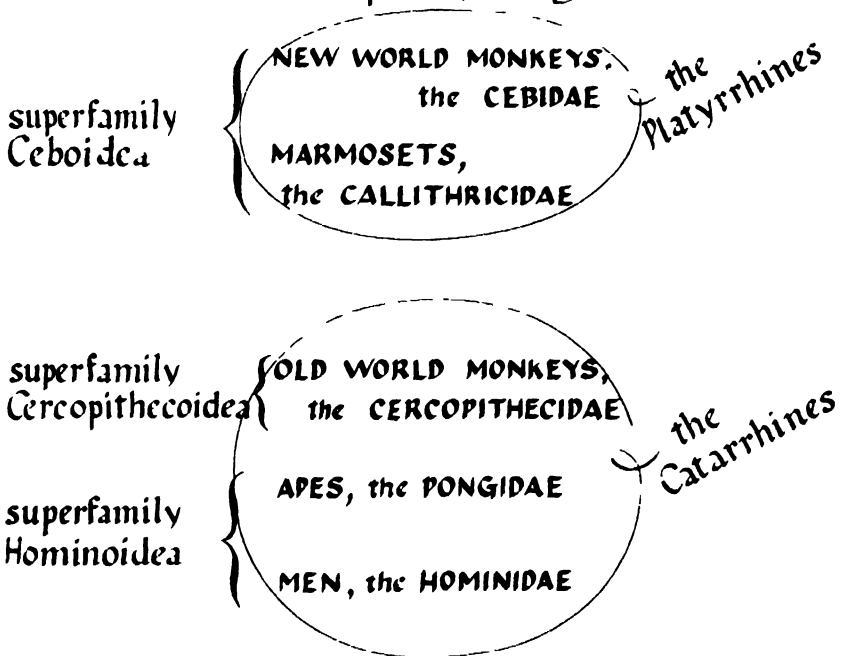 superfamily
Ceboidea
NEW WORLD MONKEYS,
the CEBIDAE
MARMOSETS,
the CALLITHRICIDAE
the
Platyrrhines
superfamily
Cercopithecoidea
OLD WORLD MONKEYS,
the CERCOPITHECIDAE
superfamily
Hominoidea
APES, the PONGIDAE
MEN, the HOMINIDAE
the
Catarrhines